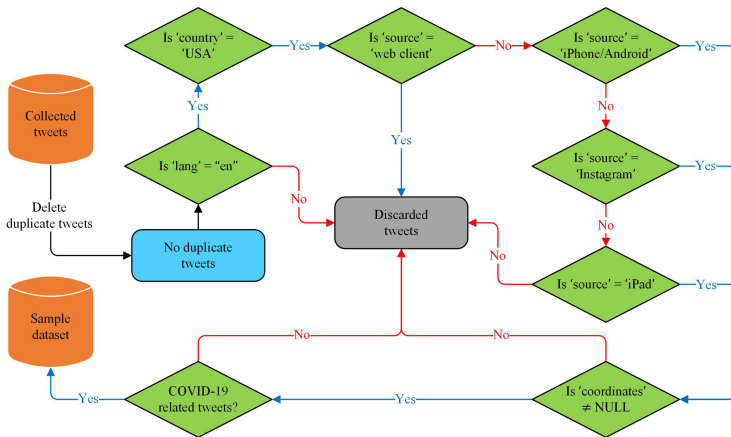 Is ‘country’ =
‘USA’
Yes
Is ‘source’ =
‘web client’
No
Is ‘source’ =
‘iPhone/Android’
Yes
Collected
tweets
Yes
Yes
No
Is ‘lang’ = “en”
Is ‘source’ =
‘Instagram’
Yes
No
Delete
duplicate tweets
Discarded
tweets
No
No duplicate
tweets
No
Is ‘source’ = ‘iPad’
Yes
Sample
dataset
No
No
Yes
COVID-19
related tweets?
Yes
Is ‘coordinates’
≠ NULL